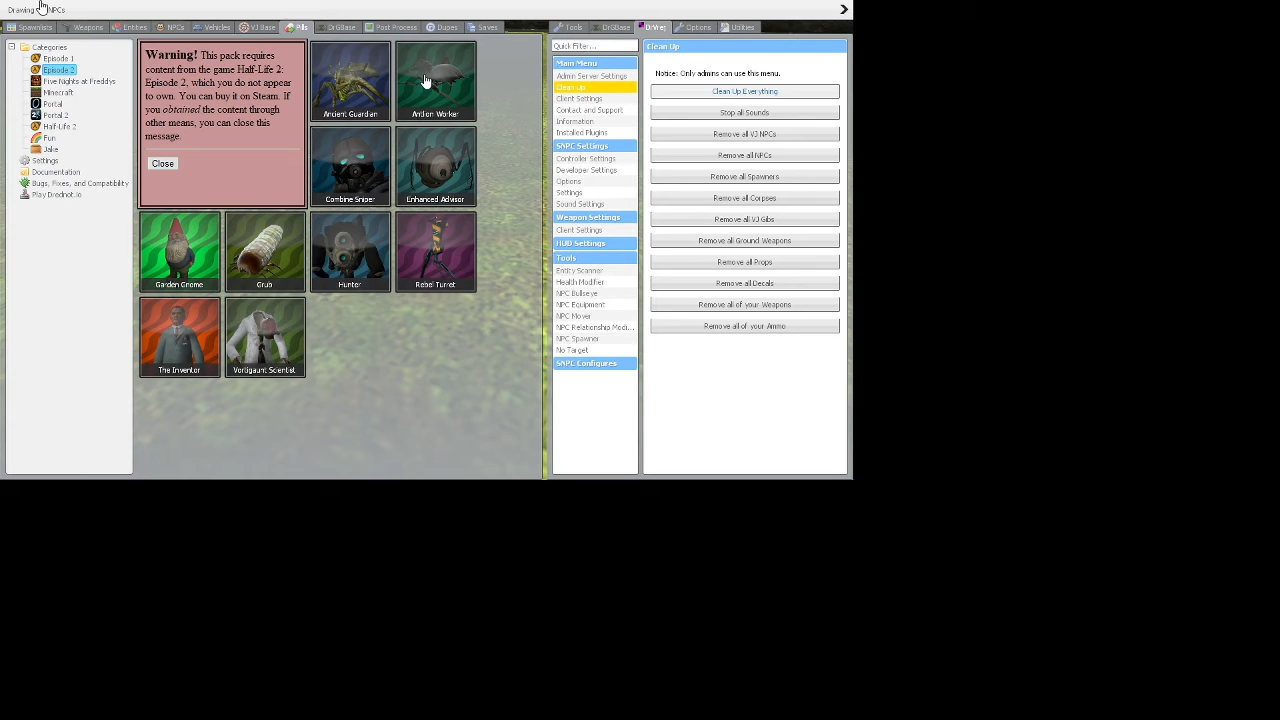 Drawing
NPCs
Spawnlists
Weapons
Entities
NPCs
Vehicles
VJ Base
Pills
DrGBase
Post Process
Dupes
Saves
Tools
DrGBase
DrVrej
Options
Utilities
Categories
Episode 1
Episode 2
Five Nights at Freddys
Minecraft
Portal
Portal 2
Half-Life 2
Fun
Jake
Settings
Documentation
Bugs, Fixes, and Compatibility
Play Drednot.io
Warning! This pack requires
content from the game Half-Life 2:
Episode 2, which you do not appear
to own. You can buy it on Steam. If
you obtained the content through
other means, you can close this
message.
Close
Ancient Guardian
Antlion Worker
Combine Sniper
Enhanced Advisor
Garden Gnome
Grub
Hunter
Rebel Turret
The Inventor
Vortigaunt Scientist
Quick Filter...
Main Menu
Admin Server Settings
Clean Up
Client Settings
Contact and Support
Information
Installed Plugins
SNPC Settings
Controller Settings
Developer Settings
Options
Settings
Sound Settings
Weapon Settings
Client Settings
HUD Settings
Tools
Entity Scanner
Health Modifier
NPC Bullseye
NPC Equipment
NPC Mover
NPC Relationship Modi...
NPC Spawner
No Target
SNPC Configures
Clean Up
Notice: Only admins can use this menu.
Clean Up Everything
Stop all Sounds
Remove all VJ NPCs
Remove all NPCs
Remove all Spawners
Remove all Corpses
Remove all VJ Gibs
Remove all Ground Weapons
Remove all Props
Remove all Decals
Remove all of your Weapons
Remove all of your Ammo